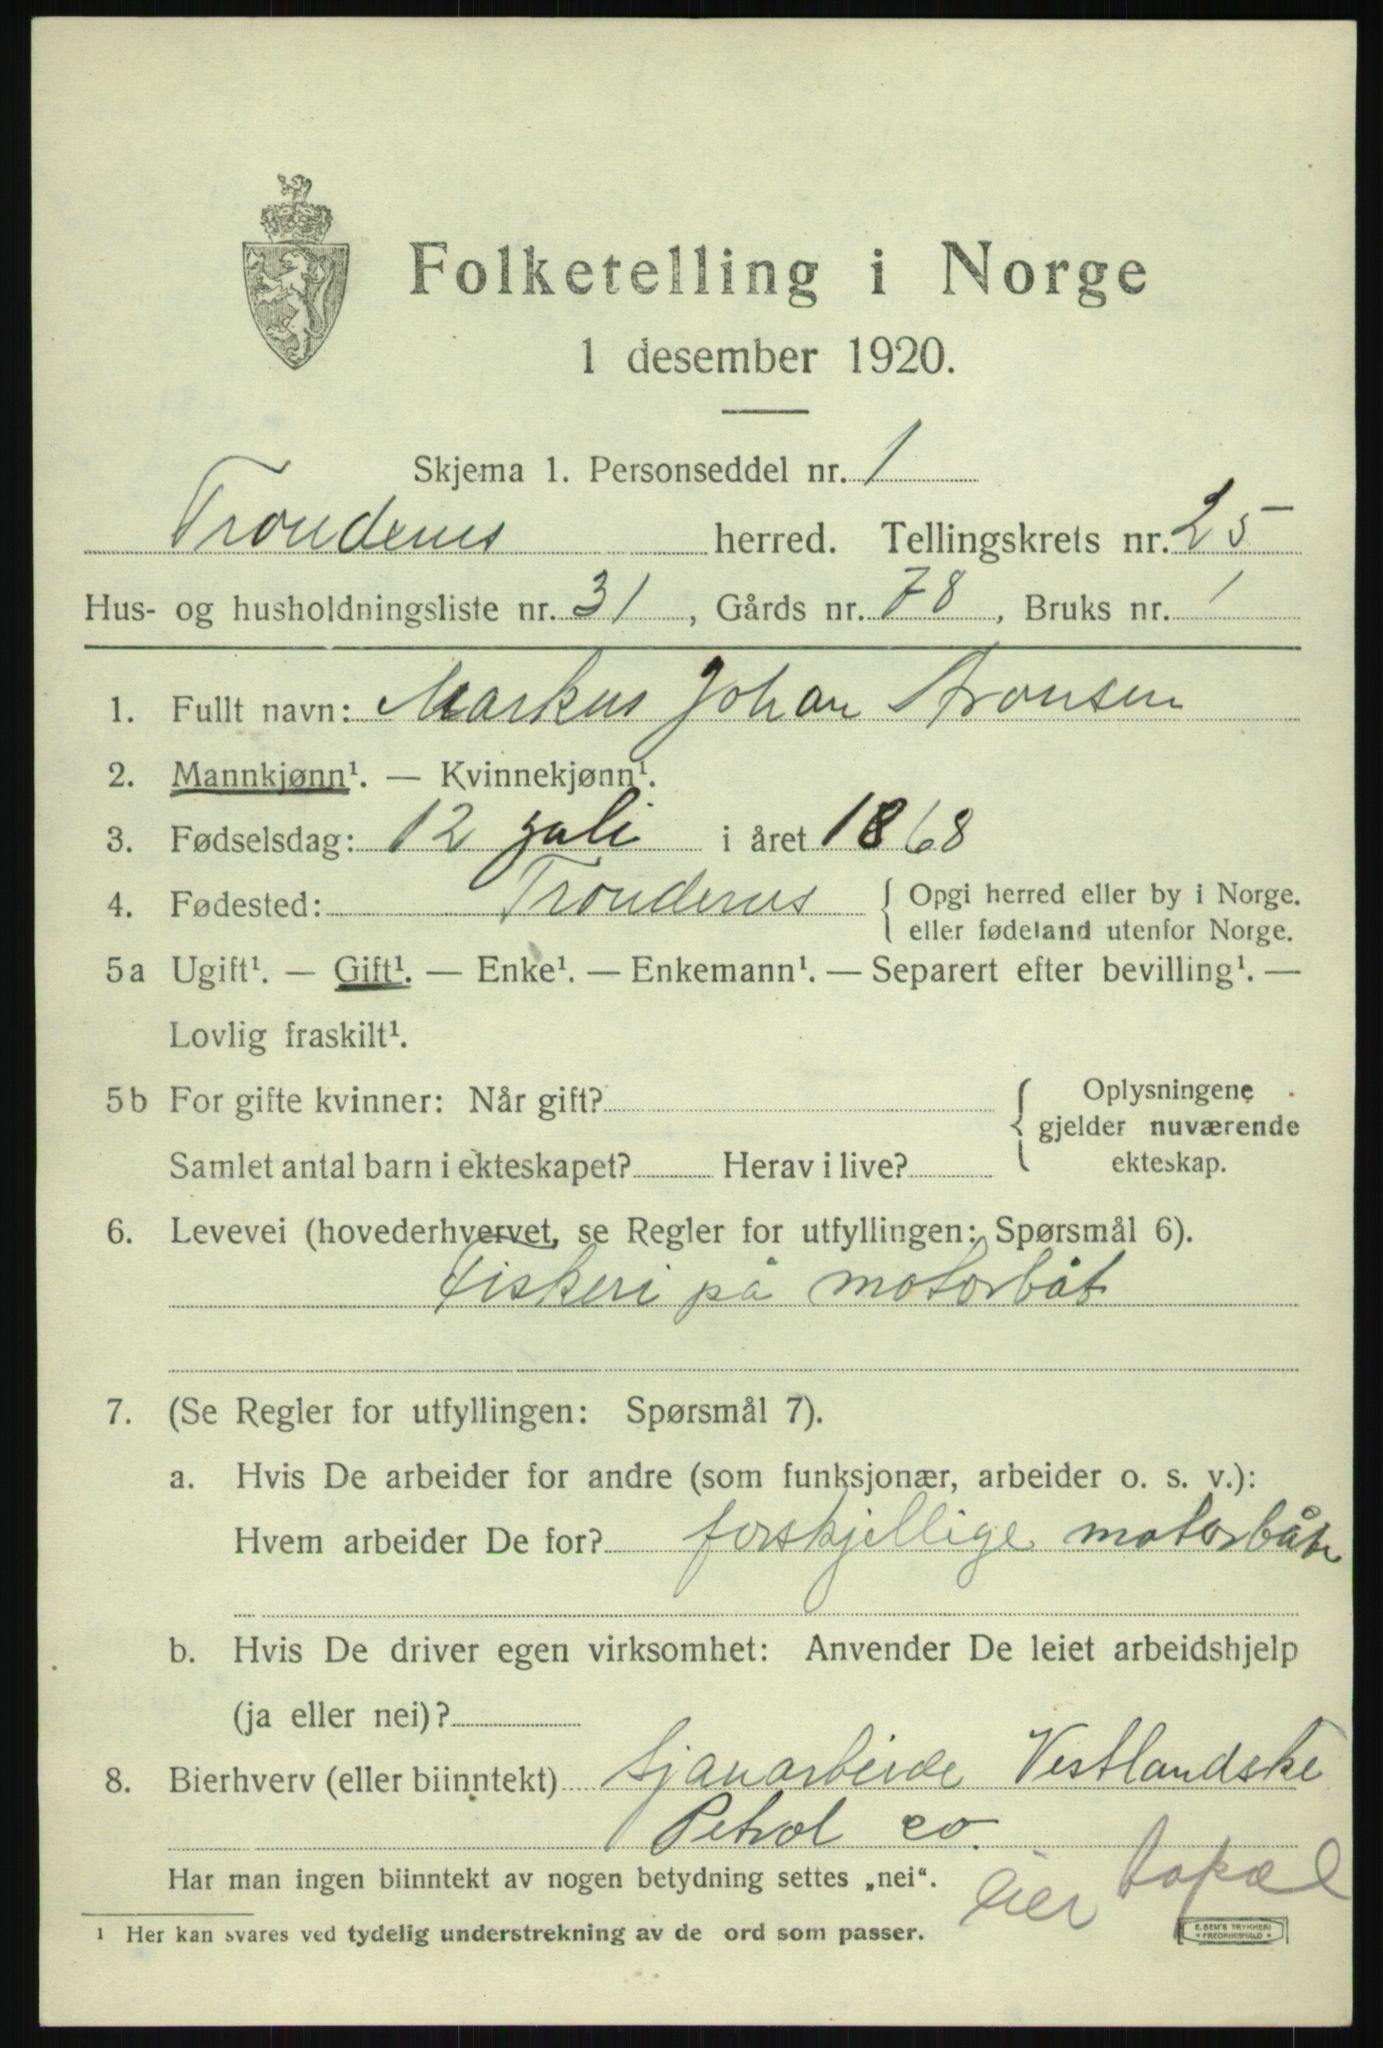 Folketelling i Norge
1 desember 1920.
Skjema 1. Personseddel nr. 1
Trondenes herred. Tellingskrets nr. 25
Hus- og husholdningsliste nr. 31, Gårds nr. 78, Bruks nr. 1
1. Fullt navn: Markus Johan Aronsen
2. Mannkjønn¹. — Kvinnekjønn¹.
3. Fødselsdag: 12 juli i året 1868
4. Fødested: Trondenes { Opgi herred eller by i Norge.
eller fødeland utenfor Norge.
5a Ugift¹. — Gift¹. — Enke¹. — Enkemann¹. — Separert efter bevilling¹. —
Lovlig fraskilt¹.
5b For gifte kvinner: Når gift? { Oplysningene
gjelder nuværende
Samlet antal barn i ekteskapet? Herav i live? ekteskap.
6. Levevei (hovederhvervet, se Regler for utfyllingen: Spørsmål 6).
Fiskeri på motorbåt
7. (Se Regler for utfyllingen: Spørsmål 7).
a. Hvis De arbeider for andre (som funksjonær, arbeider o. s. v.):
Hvem arbeider De for? forskjellige motorbåte
b. Hvis De driver egen virksomhet: Anvender De leiet arbeidshjelp
(ja eller nei)?
8. Bierhverv (eller biinntekt) Sjauarbeide Vestlandske
Petrol co.
Har man ingen biinntekt av nogen betydning settes „nei“.
¹ Her kan svares ved tydelig understrekning av de ord som passer.
E. SEM'S TRYKKERI
FREDRIKSHALD